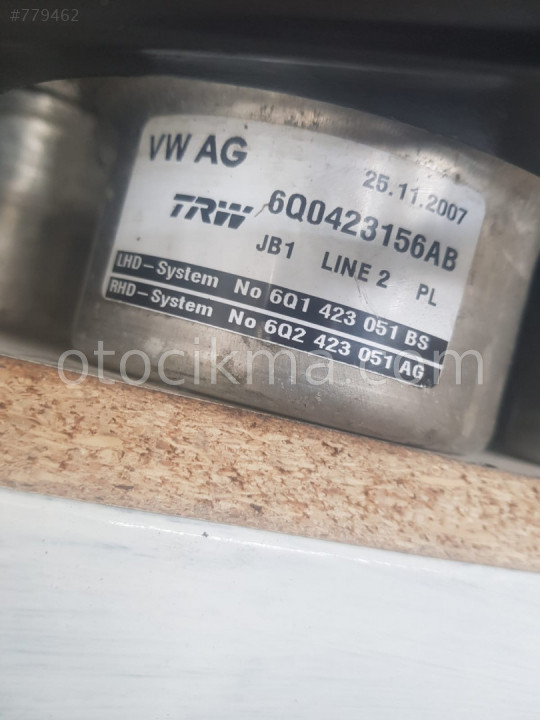 #779462
VW AG
25.11.2007
TRW 6Q0423156AB
JB1 LINE 2 PL
LHD-System No 6Q1 423 051 BS
RHD-System No 6Q2 423 051 AG
otocikma.com